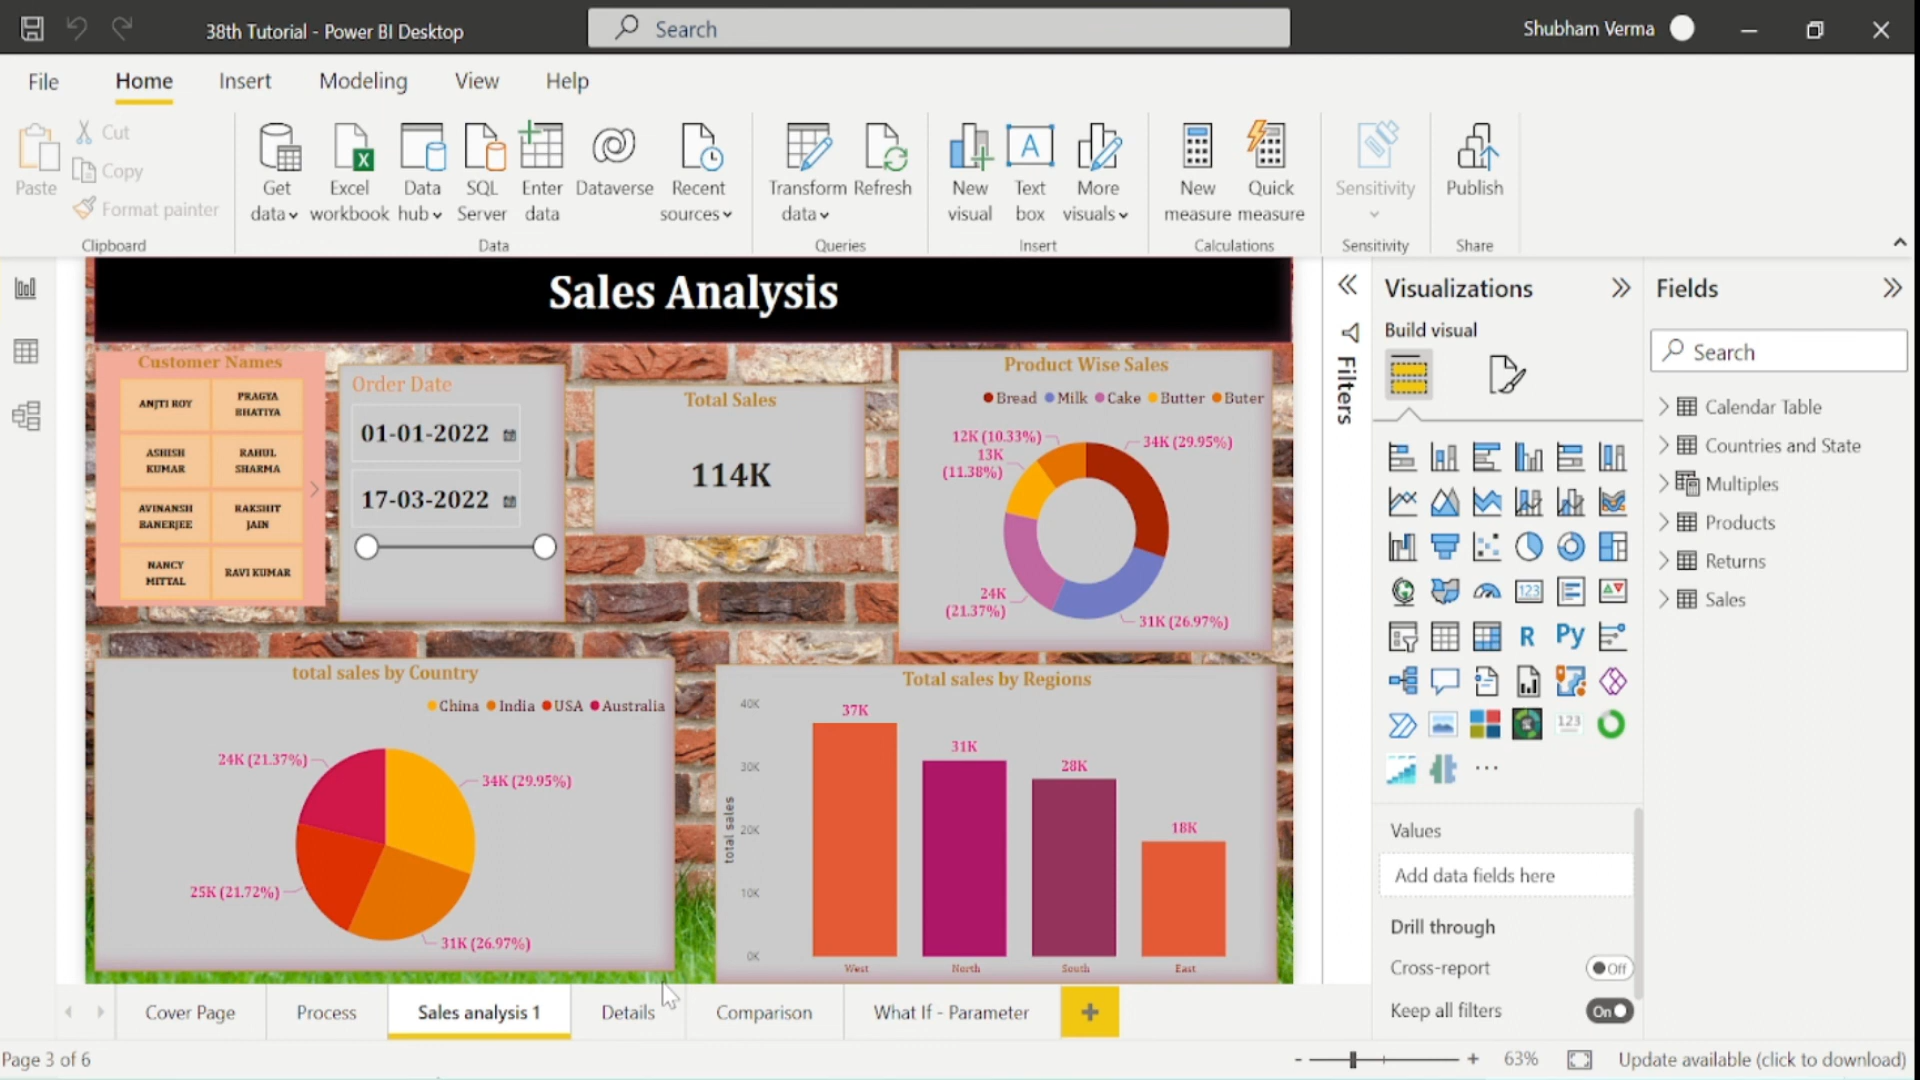 38th Tutorial - Power BI Desktop
Search
Shubham Verma
File
Home
Insert
Modeling
View
Help
Paste
Cut
Copy
Format painter
Clipboard
Get data
Excel workbook
Data hub
SQL Server
Enter data
Dataverse
Recent sources
Data
Transform data
Refresh
Queries
New visual
Text box
More visuals
Insert
New measure
Quick measure
Calculations
Sensitivity
Sensitivity
Publish
Share
Sales Analysis
Customer Names
ANJTI ROY
PRAGYA BHATIYA
ASHISH KUMAR
RAHUL SHARMA
AVINANSH BANERJEE
RAKSHIT JAIN
NANCY MITTAL
RAVI KUMAR
Order Date
01-01-2022
17-03-2022
Total Sales
114K
Product Wise Sales
Bread Milk Cake Butter Buter
12K (10.33%)
34K (29.95%)
13K
(11.38%)
24K
(21.37%)
31K (26.97%)
total sales by Country
China India USA Australia
24K (21.37%)
34K (29.95%)
25K (21.72%)
31K (26.97%)
Total sales by Regions
total sales
40K
30K
20K
10K
0K
37K
31K
28K
18K
West
North
South
East
Filters
Visualizations
Build visual
123
R
Py
123
Values
Add data fields here
Drill through
Cross-report
Off
Keep all filters
On
Fields
Search
Calendar Table
Countries and State
Multiples
Products
Returns
Sales
Cover Page
Process
Sales analysis 1
Details
Comparison
What If - Parameter
Page 3 of 6
- + 63%
Update available (click to download)